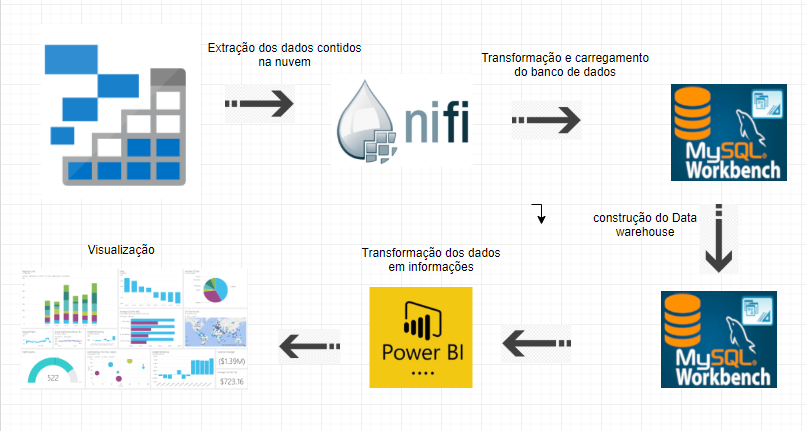 Extração dos dados contidos
na nuvem
Transformação e carregamento
do banco de dados
nifi
MySQL®
Workbench
construção do Data
warehouse
Visualização
Transformação dos dados
em informações
Power BI
MySQL®
Workbench
522
($1.39M)
$723.16